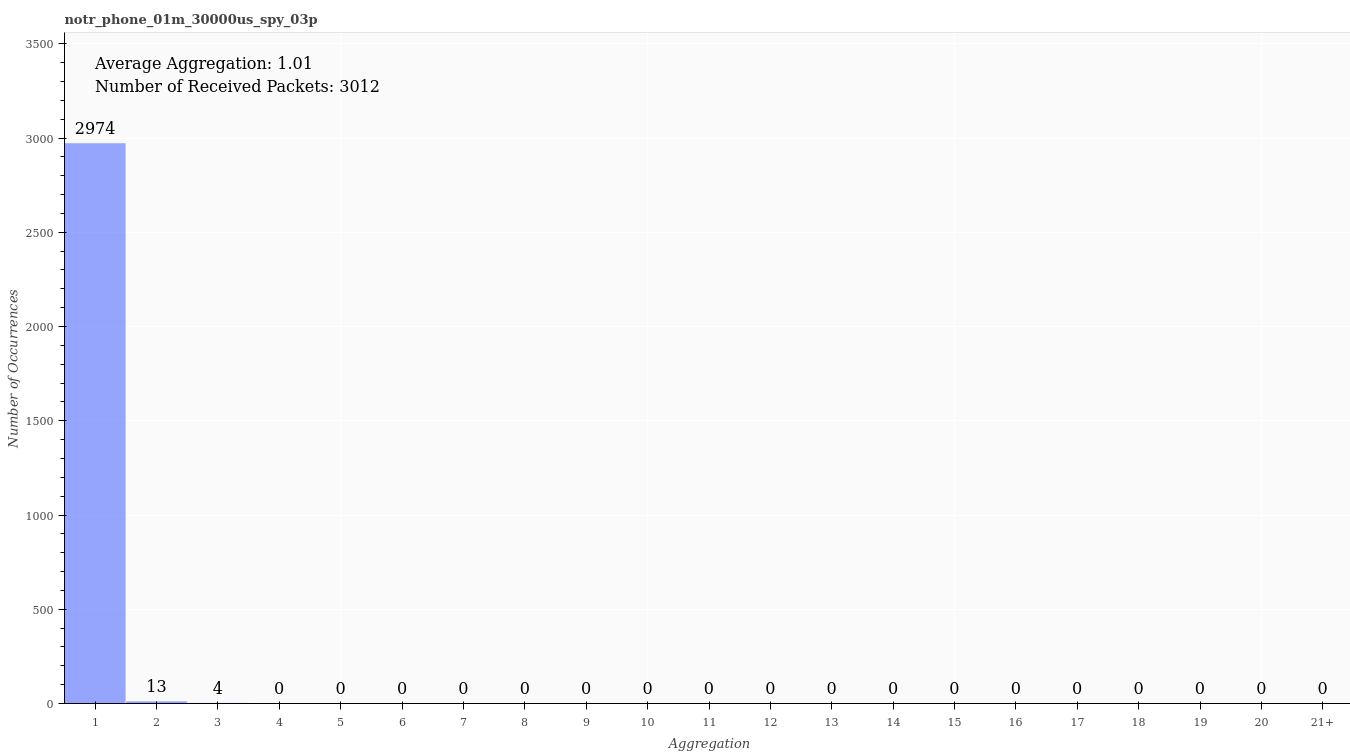 notr_phone_01m_30000us_spy_03p
3500
Average Aggregation: 1.01
Number of Received Packets: 3012
3000
2974
2500
2000
1500
1000
500
0
Number of Occurrences
13 4 0 0 0 0 0 0 0 0 0 0 0 0 0 0 0 0 0 0
1 2 3 4 5 6 7 8 9 10 11 12 13 14 15 16 17 18 19 20 21+
Aggregation